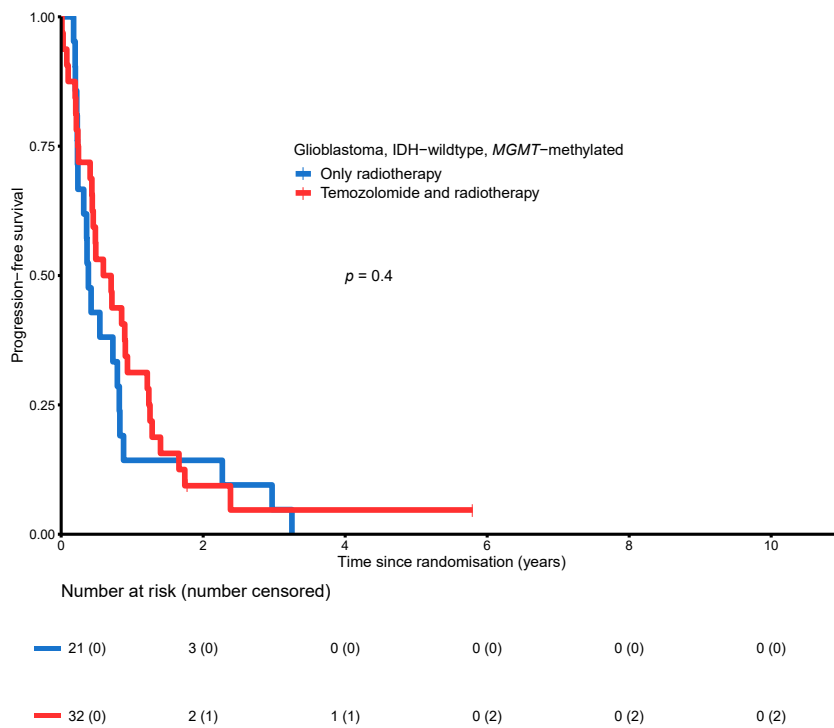 1.00
0.75
0.50
0.25
0.00
Progression−free survival
Glioblastoma, IDH−wildtype, MGMT−methylated
Only radiotherapy
Temozolomide and radiotherapy
p = 0.4
0 2 4 6 8 10
Time since randomisation (years)
Number at risk (number censored)
21 (0) 3 (0) 0 (0) 0 (0) 0 (0) 0 (0)
32 (0) 2 (1) 1 (1) 0 (2) 0 (2) 0 (2)